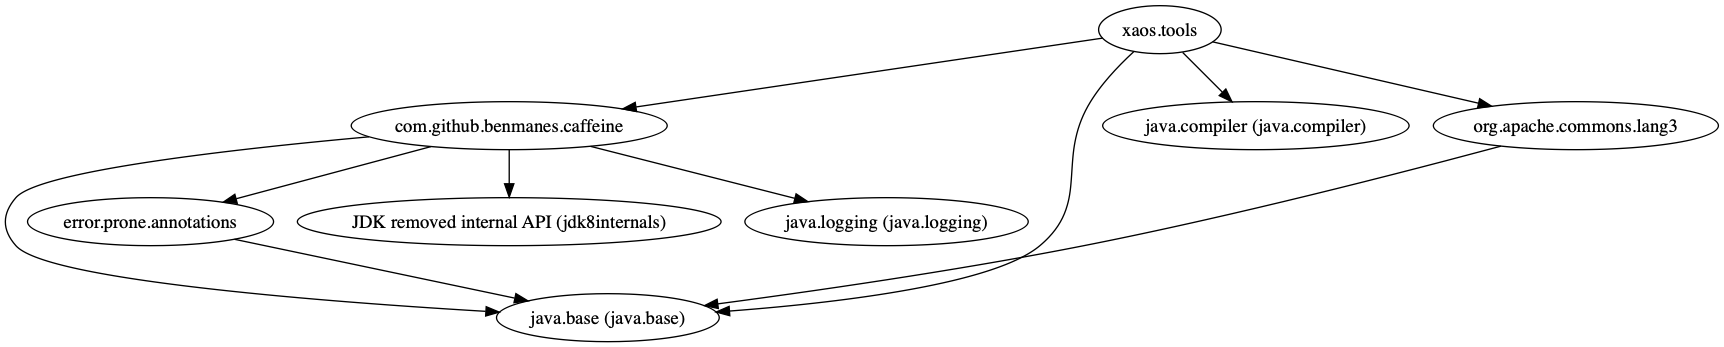 xaos.tools
com.github.benmanes.caffeine
java.compiler (java.compiler)
org.apache.commons.lang3
error.prone.annotations
JDK removed internal API (jdk8internals)
java.logging (java.logging)
java.base (java.base)